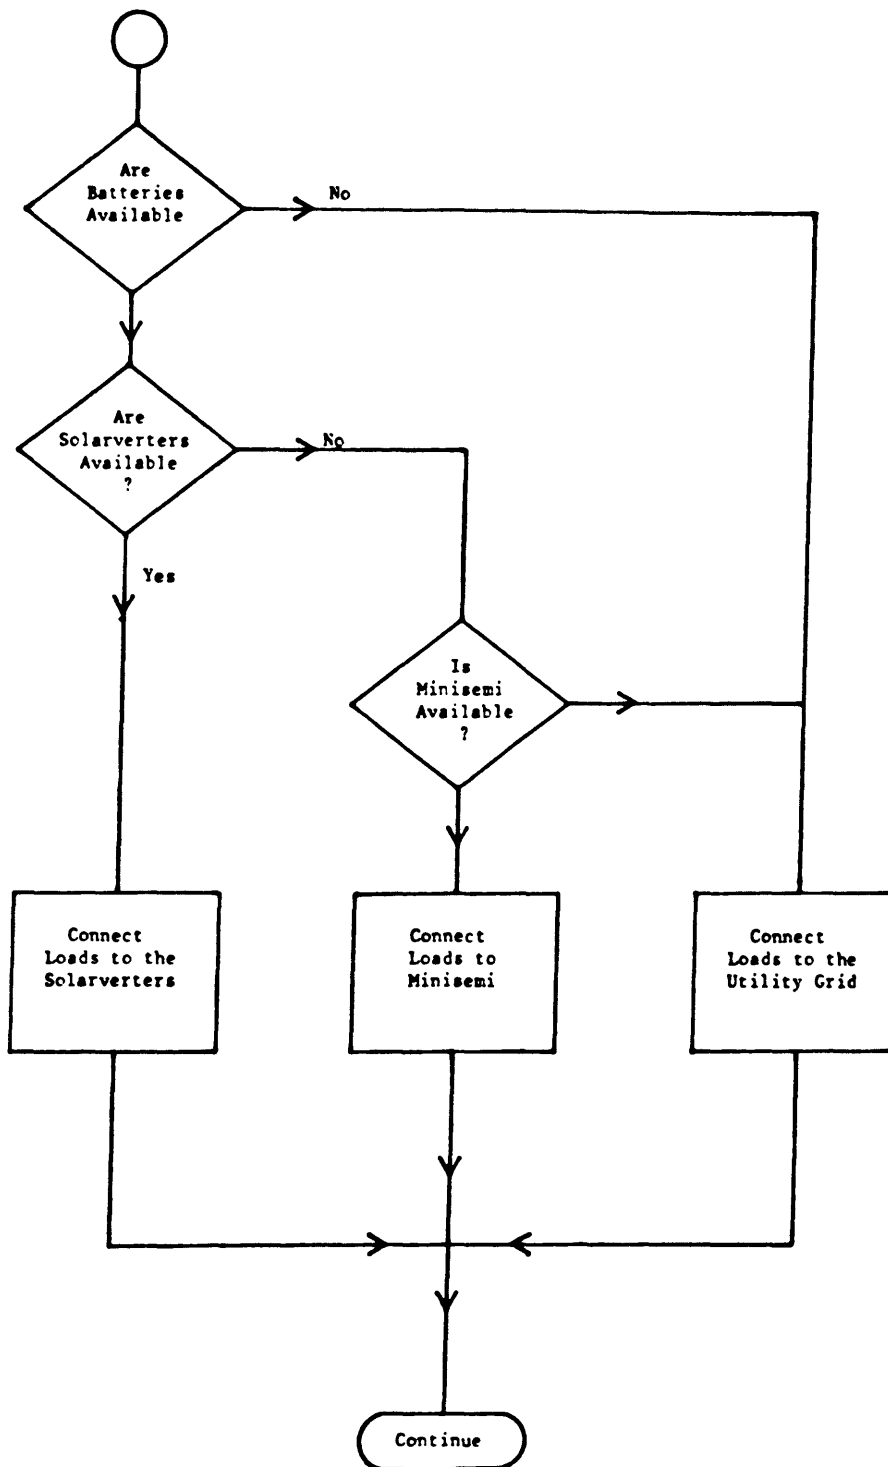 Are
Batteries
Available
No
Are
Solarverters
Available
?
No
Yes
Is
Minisemi
Available
?
Connect
Loads to the
Solarverters
Connect
Loads to
Minisemi
Connect
Loads to the
Utility Grid
Continue